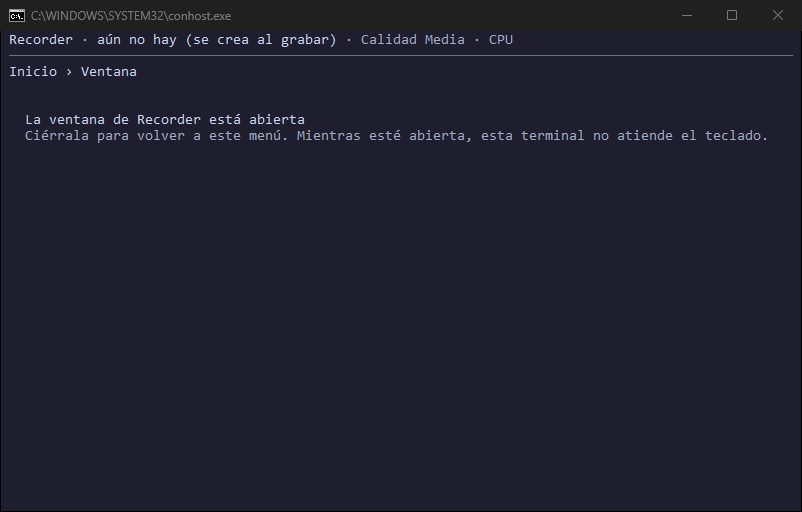 C:\WINDOWS\SYSTEM32\conhost.exe
Recorder · aún no hay (se crea al grabar) · Calidad Media · CPU
Inicio › Ventana
La ventana de Recorder está abierta
Ciérrala para volver a este menú. Mientras esté abierta, esta terminal no atiende el teclado.